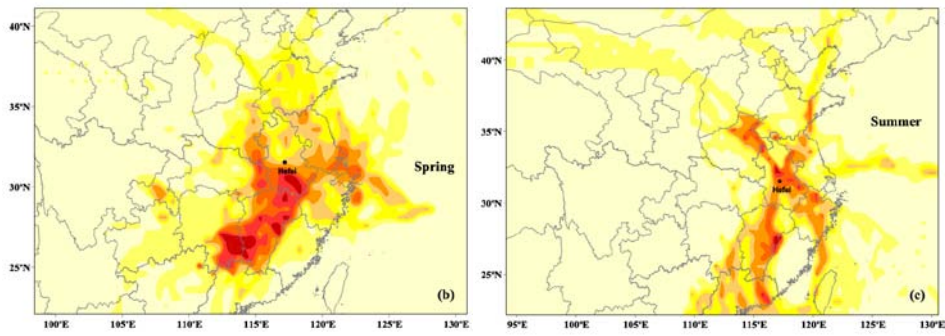 40°N
35°N
30°N
25°N
Hefei
Spring
(b)
100°E 105°E 110°E 115°E 120°E 125°E 130°E
40°N
35°N
30°N
25°N
Hefei
Summer
(c)
95°E 100°E 105°E 110°E 115°E 120°E 125°E 130°E